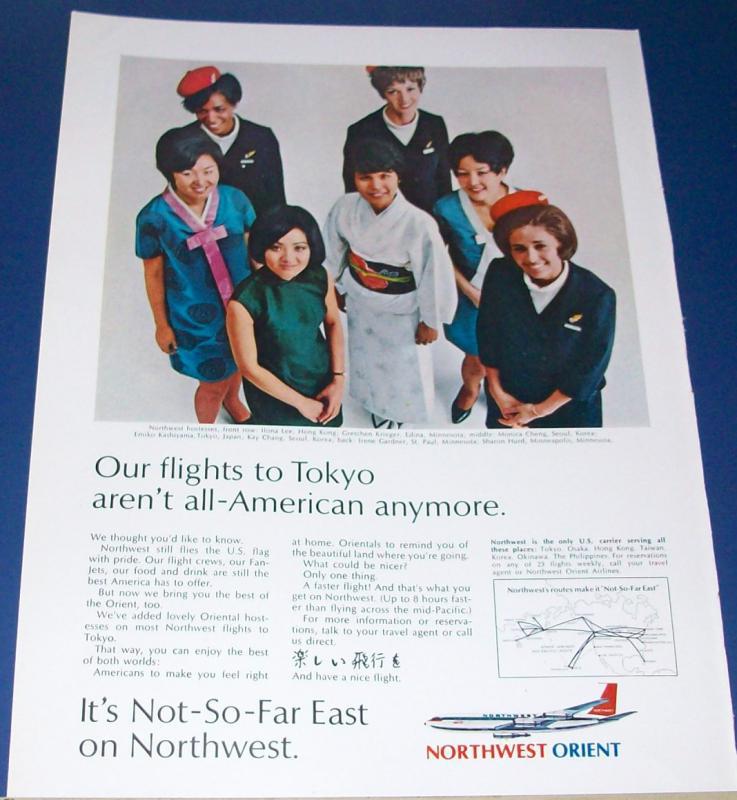 Northwest hostesses, front row: Ilona Lee, Hong Kong; Gretchen Krieger, Edina, Minnesota; middle: Monica Cheng, Seoul, Korea;
Emiko Kashiyama, Tokyo, Japan; Kay Chang, Seoul, Korea; back: Irene Gardner, St. Paul, Minnesota; Sharon Hurd, Minneapolis, Minnesota.
Our flights to Tokyo
aren't all-American anymore.
We thought you'd like to know.
Northwest still flies the U.S. flag
with pride. Our flight crews, our Fan-
Jets, our food and drink are still the
best America has to offer.
But now we bring you the best of
the Orient, too.
We've added lovely Oriental host-
esses on most Northwest flights to
Tokyo.
That way, you can enjoy the best
of both worlds:
Americans to make you feel right
at home. Orientals to remind you of
the beautiful land where you're going.
What could be nicer?
Only one thing.
A faster flight! And that's what you
get on Northwest. (Up to 8 hours fast-
er than flying across the mid-Pacific.)
For more information or reserva-
tions, talk to your travel agent or call
us direct.
楽しい飛行を
And have a nice flight.
Northwest is the only U.S. carrier serving all
these places: Tokyo, Osaka, Hong Kong, Taiwan,
Korea, Okinawa, The Philippines. For reservations
on any of 23 flights weekly, call your travel
agent or Northwest Orient Airlines.
Northwest's routes make it "Not-So-Far East"
It's Not-So-Far East
on Northwest.
NORTHWEST
NORTHWEST
NORTHWEST ORIENT